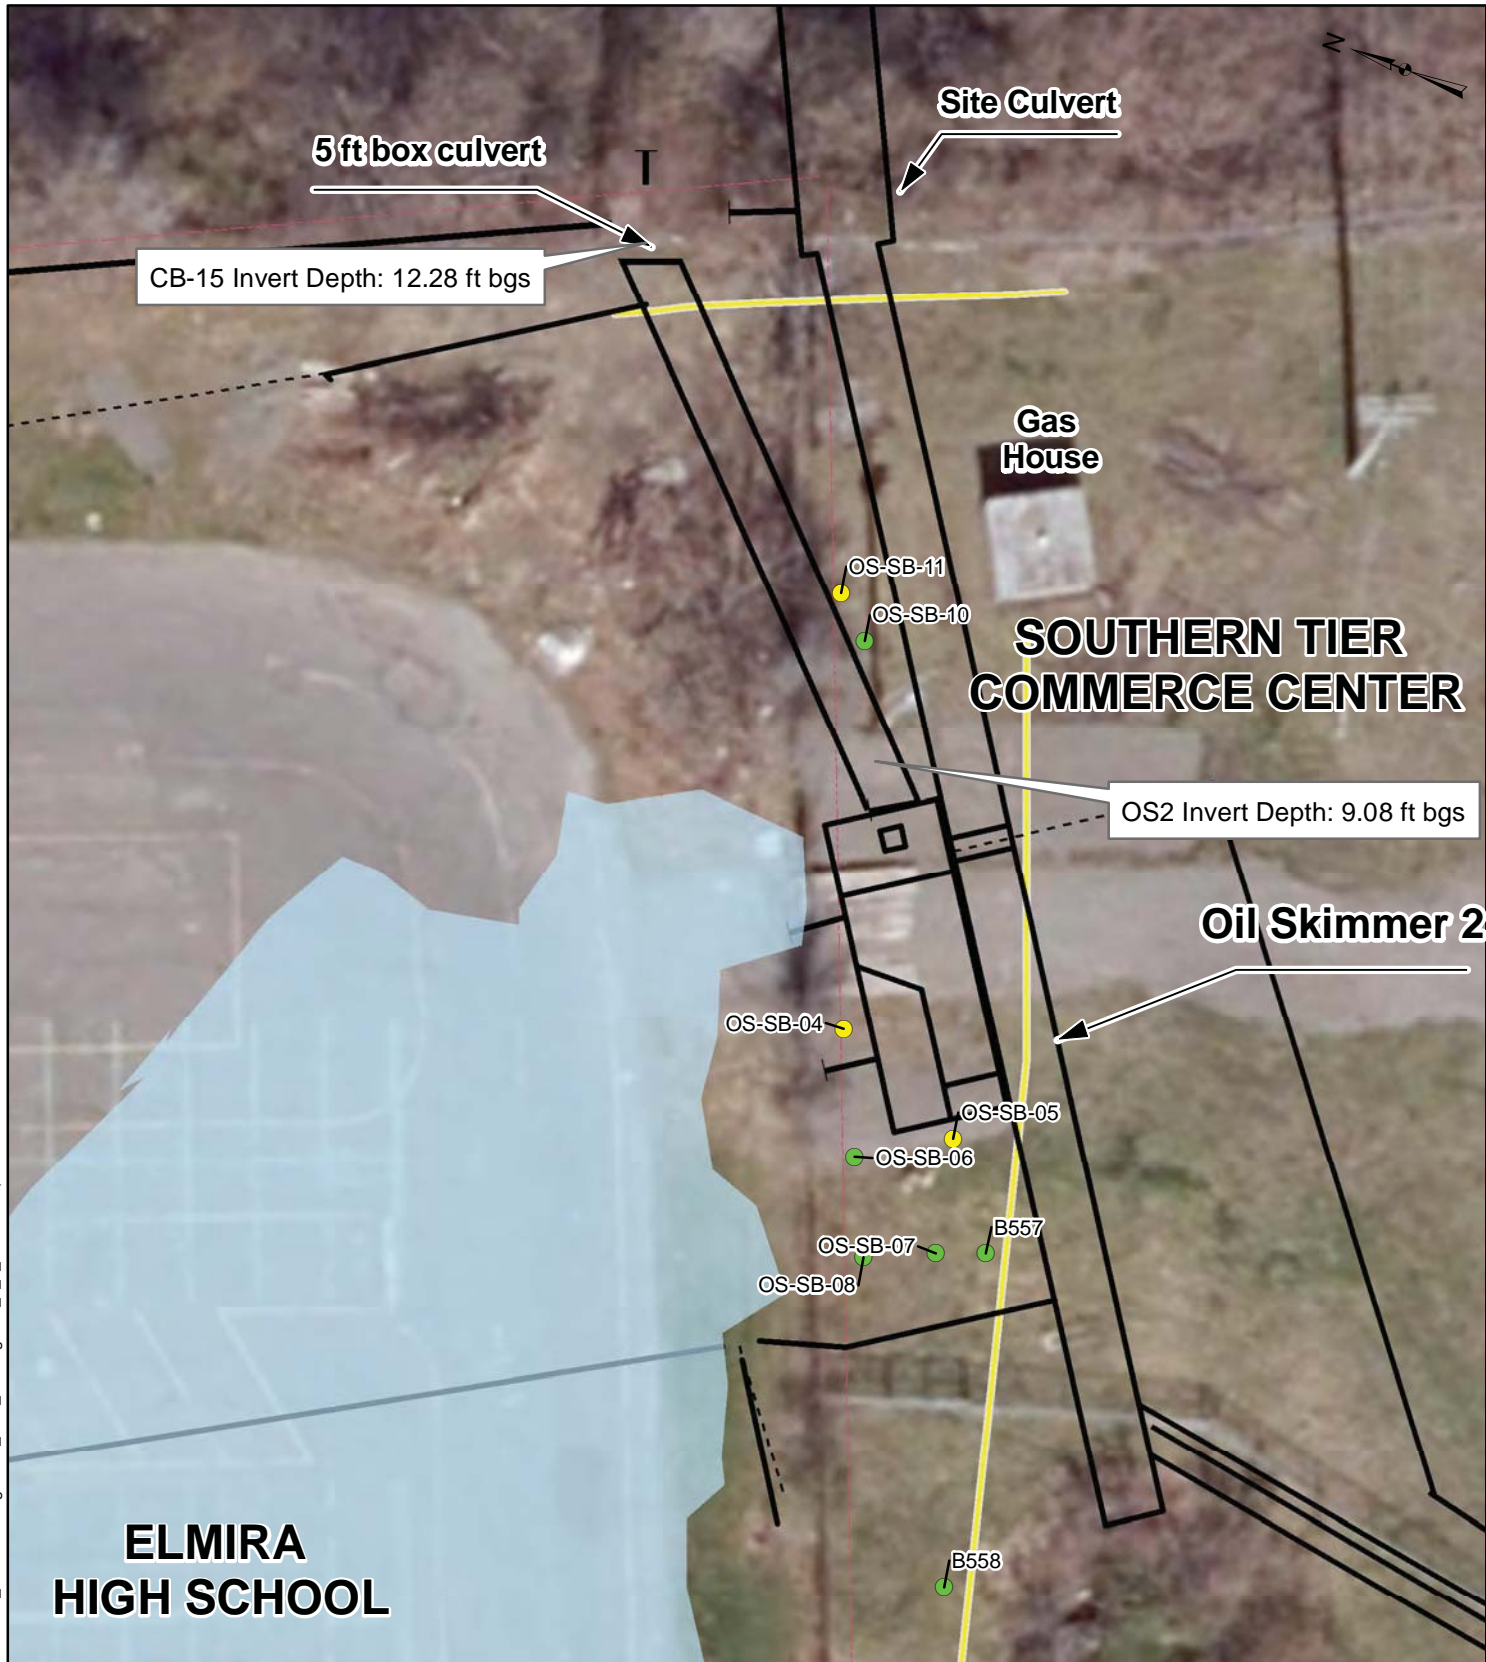 N
Site Culvert
5 ft box culvert
CB-15 Invert Depth: 12.28 ft bgs
Gas
House
OS-SB-11
OS-SB-10
SOUTHERN TIER
COMMERCE CENTER
OS2 Invert Depth: 9.08 ft bgs
Oil Skimmer 2
OS-SB-04
OS-SB-05
OS-SB-06
B557
OS-SB-07
OS-SB-08
ELMIRA
HIGH SCHOOL
B558